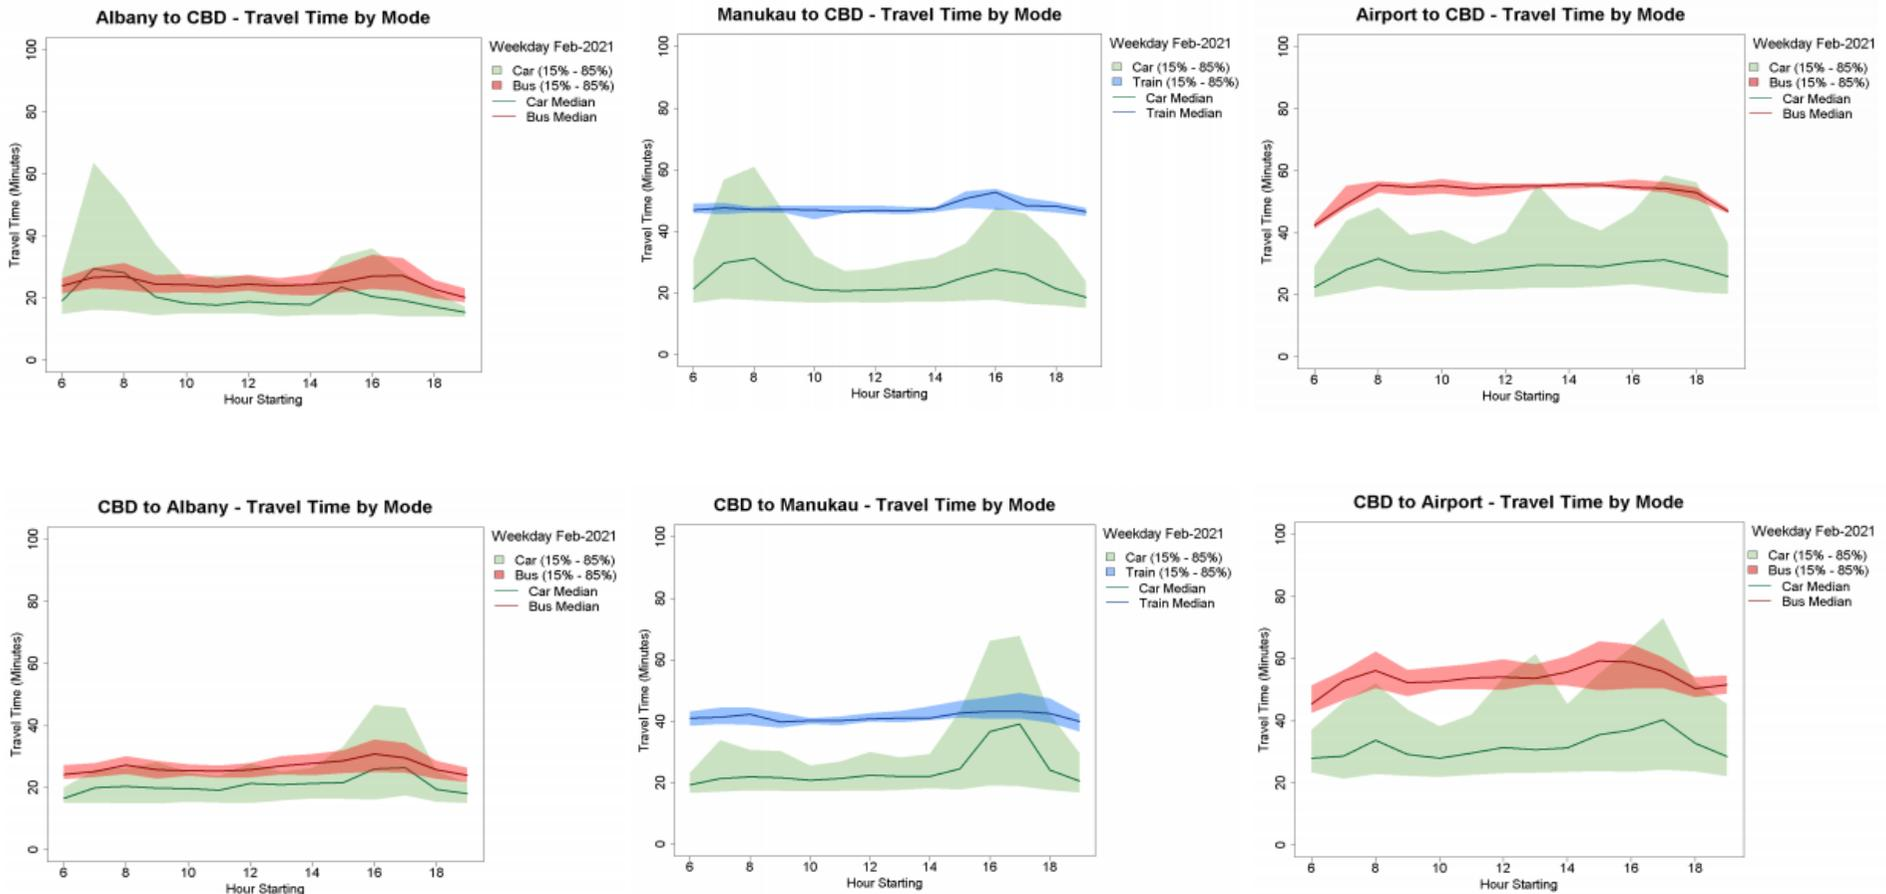 Albany to CBD - Travel Time by Mode
Weekday Feb-2021
Car (15% - 85%)
Bus (15% - 85%)
Car Median
Bus Median
Travel Time (Minutes)
0 20 40 60 80 100
6 8 10 12 14 16 18
Hour Starting
Manukau to CBD - Travel Time by Mode
Weekday Feb-2021
Car (15% - 85%)
Train (15% - 85%)
Car Median
Train Median
Travel Time (Minutes)
0 20 40 60 80 100
6 8 10 12 14 16 18
Hour Starting
Airport to CBD - Travel Time by Mode
Weekday Feb-2021
Car (15% - 85%)
Bus (15% - 85%)
Car Median
Bus Median
Travel Time (Minutes)
0 20 40 60 80 100
6 8 10 12 14 16 18
Hour Starting
CBD to Albany - Travel Time by Mode
Weekday Feb-2021
Car (15% - 85%)
Bus (15% - 85%)
Car Median
Bus Median
Travel Time (Minutes)
0 20 40 60 80 100
6 8 10 12 14 16 18
Hour Starting
CBD to Manukau - Travel Time by Mode
Weekday Feb-2021
Car (15% - 85%)
Train (15% - 85%)
Car Median
Train Median
Travel Time (Minutes)
0 20 40 60 80 100
6 8 10 12 14 16 18
Hour Starting
CBD to Airport - Travel Time by Mode
Weekday Feb-2021
Car (15% - 85%)
Bus (15% - 85%)
Car Median
Bus Median
Travel Time (Minutes)
0 20 40 60 80 100
6 8 10 12 14 16 18
Hour Starting